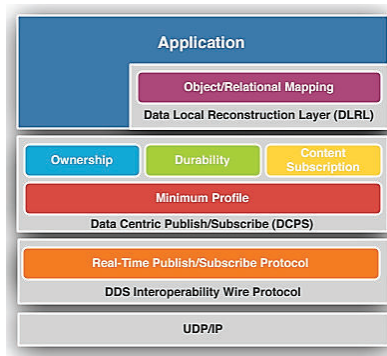 Application
Object/Relational Mapping
Data Local Reconstruction Layer (DLRL)
Ownership
Durability
Content
Subscription
Minimum Profile
Data Centric Publish/Subscribe (DCPS)
Real-Time Publish/Subscribe Protocol
DDS Interoperability Wire Protocol
UDP/IP